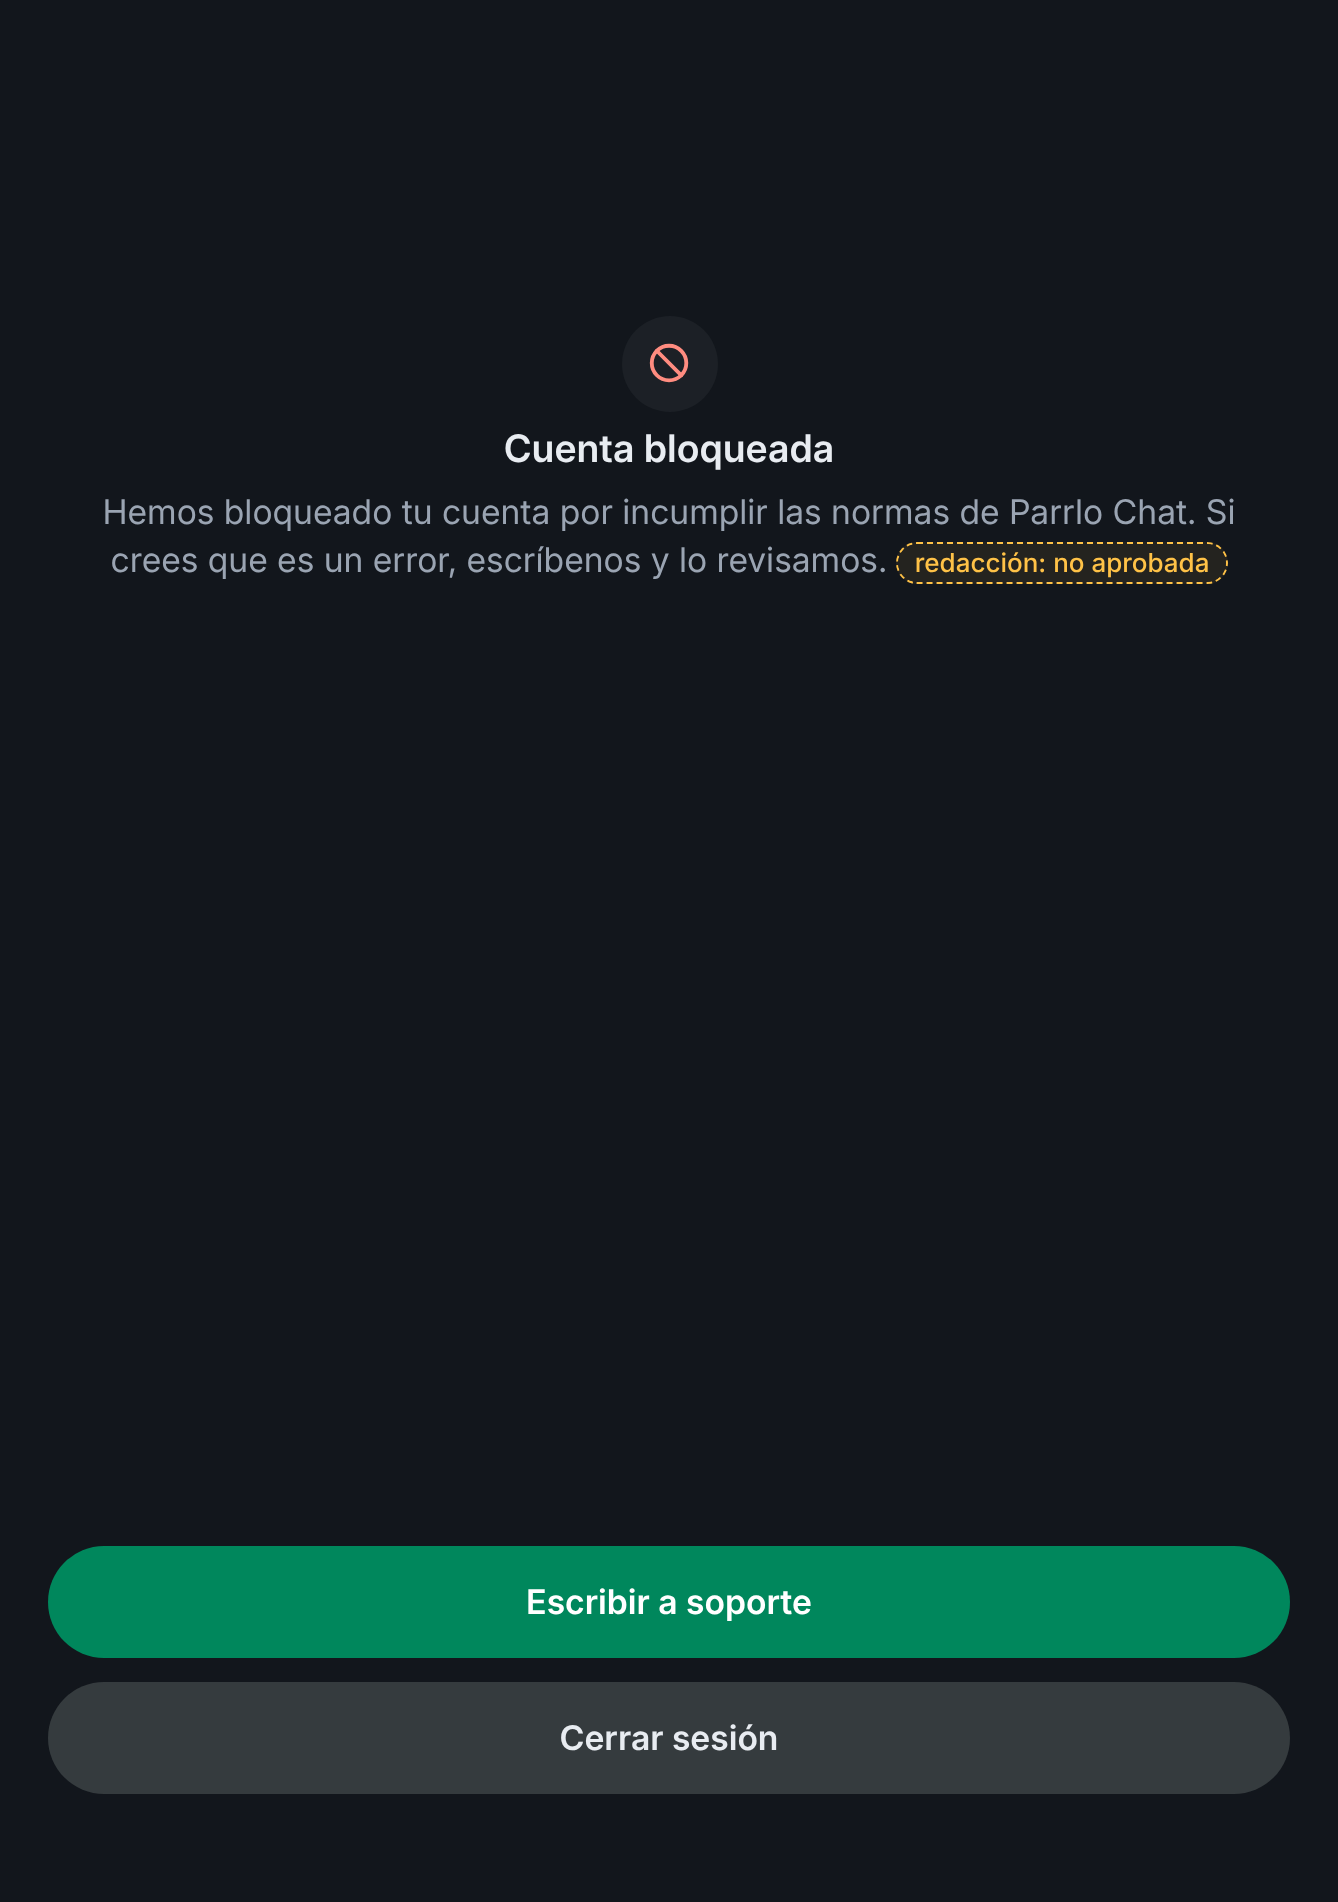 Cuenta bloqueada
Hemos bloqueado tu cuenta por incumplir las normas de Parrlo Chat. Si
crees que es un error, escríbenos y lo revisamos. redacción: no aprobada
Escribir a soporte
Cerrar sesión